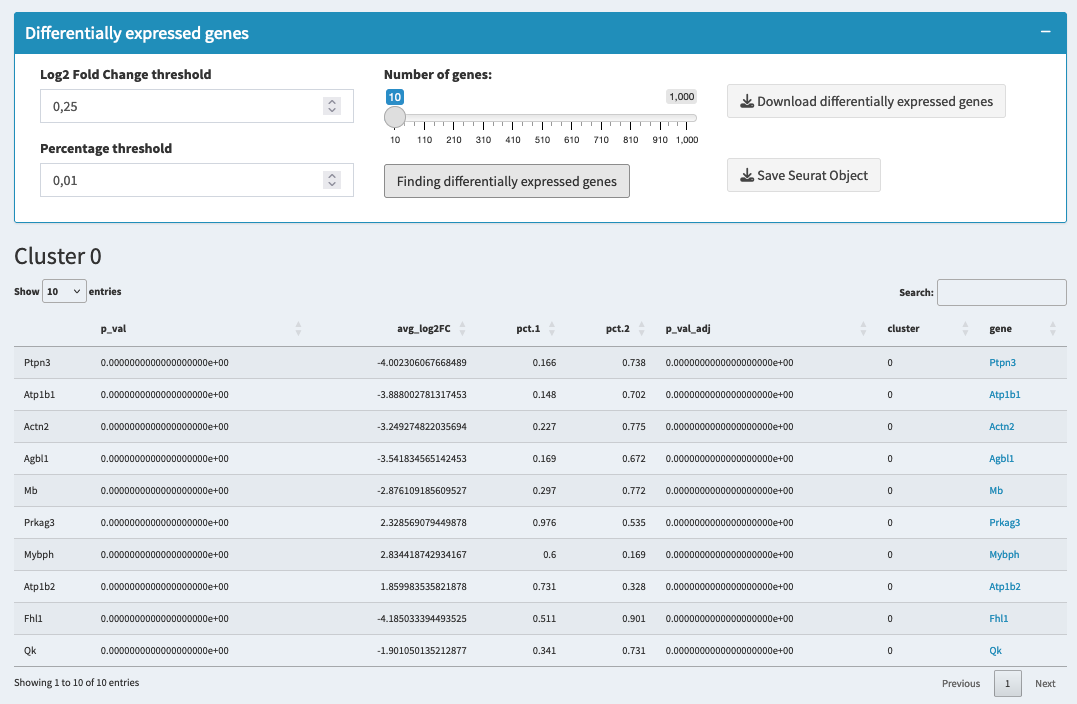 Differentially expressed genes
Log2 Fold Change threshold
0,25
Percentage threshold
0,01
Number of genes:
10 1,000
10 110 210 310 410 510 610 710 810 910 1,000
Finding differentially expressed genes
Download differentially expressed genes
Save Seurat Object
Cluster 0
Show 10 entries
Search:
p_val avg_log2FC pct.1 pct.2 p_val_adj cluster gene
Ptpn3 0.0000000000000000000e+00 -4.002306067668489 0.166 0.738 0.0000000000000000000e+00 0 Ptpn3
Atp1b1 0.0000000000000000000e+00 -3.888002781317453 0.148 0.702 0.0000000000000000000e+00 0 Atp1b1
Actn2 0.0000000000000000000e+00 -3.249274822035694 0.227 0.775 0.0000000000000000000e+00 0 Actn2
Agbl1 0.0000000000000000000e+00 -3.541834565142453 0.169 0.672 0.0000000000000000000e+00 0 Agbl1
Mb 0.0000000000000000000e+00 -2.876109185609527 0.297 0.772 0.0000000000000000000e+00 0 Mb
Prkag3 0.0000000000000000000e+00 2.328569079449878 0.976 0.535 0.0000000000000000000e+00 0 Prkag3
Mybph 0.0000000000000000000e+00 2.834418742934167 0.6 0.169 0.0000000000000000000e+00 0 Mybph
Atp1b2 0.0000000000000000000e+00 1.859983535821878 0.731 0.328 0.0000000000000000000e+00 0 Atp1b2
Fhl1 0.0000000000000000000e+00 -4.185033394493525 0.511 0.901 0.0000000000000000000e+00 0 Fhl1
Qk 0.0000000000000000000e+00 -1.901050135212877 0.341 0.731 0.0000000000000000000e+00 0 Qk
Showing 1 to 10 of 10 entries
Previous 1 Next